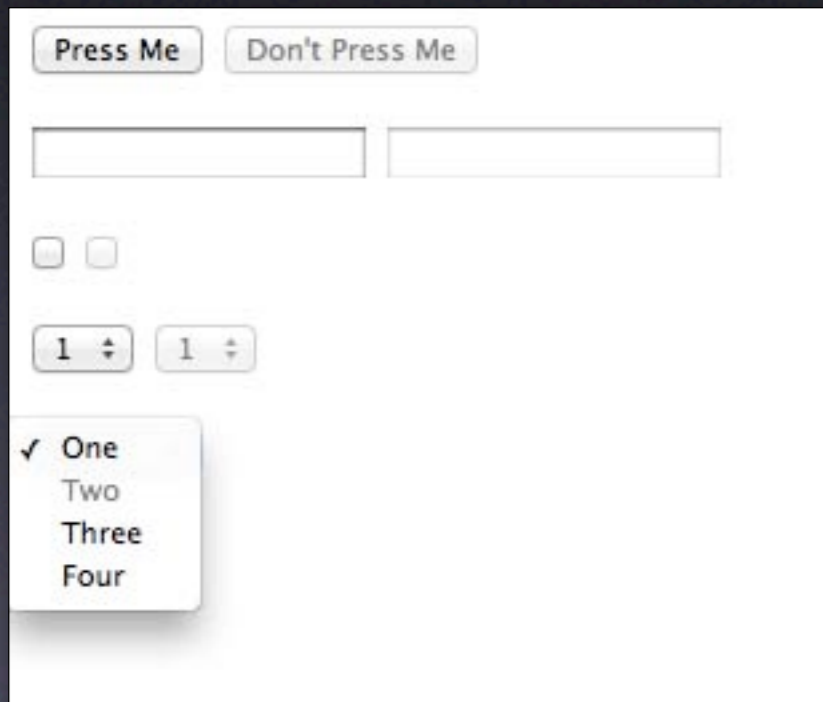 Press Me Don't Press Me
1 1
✓ One
Two
Three
Four